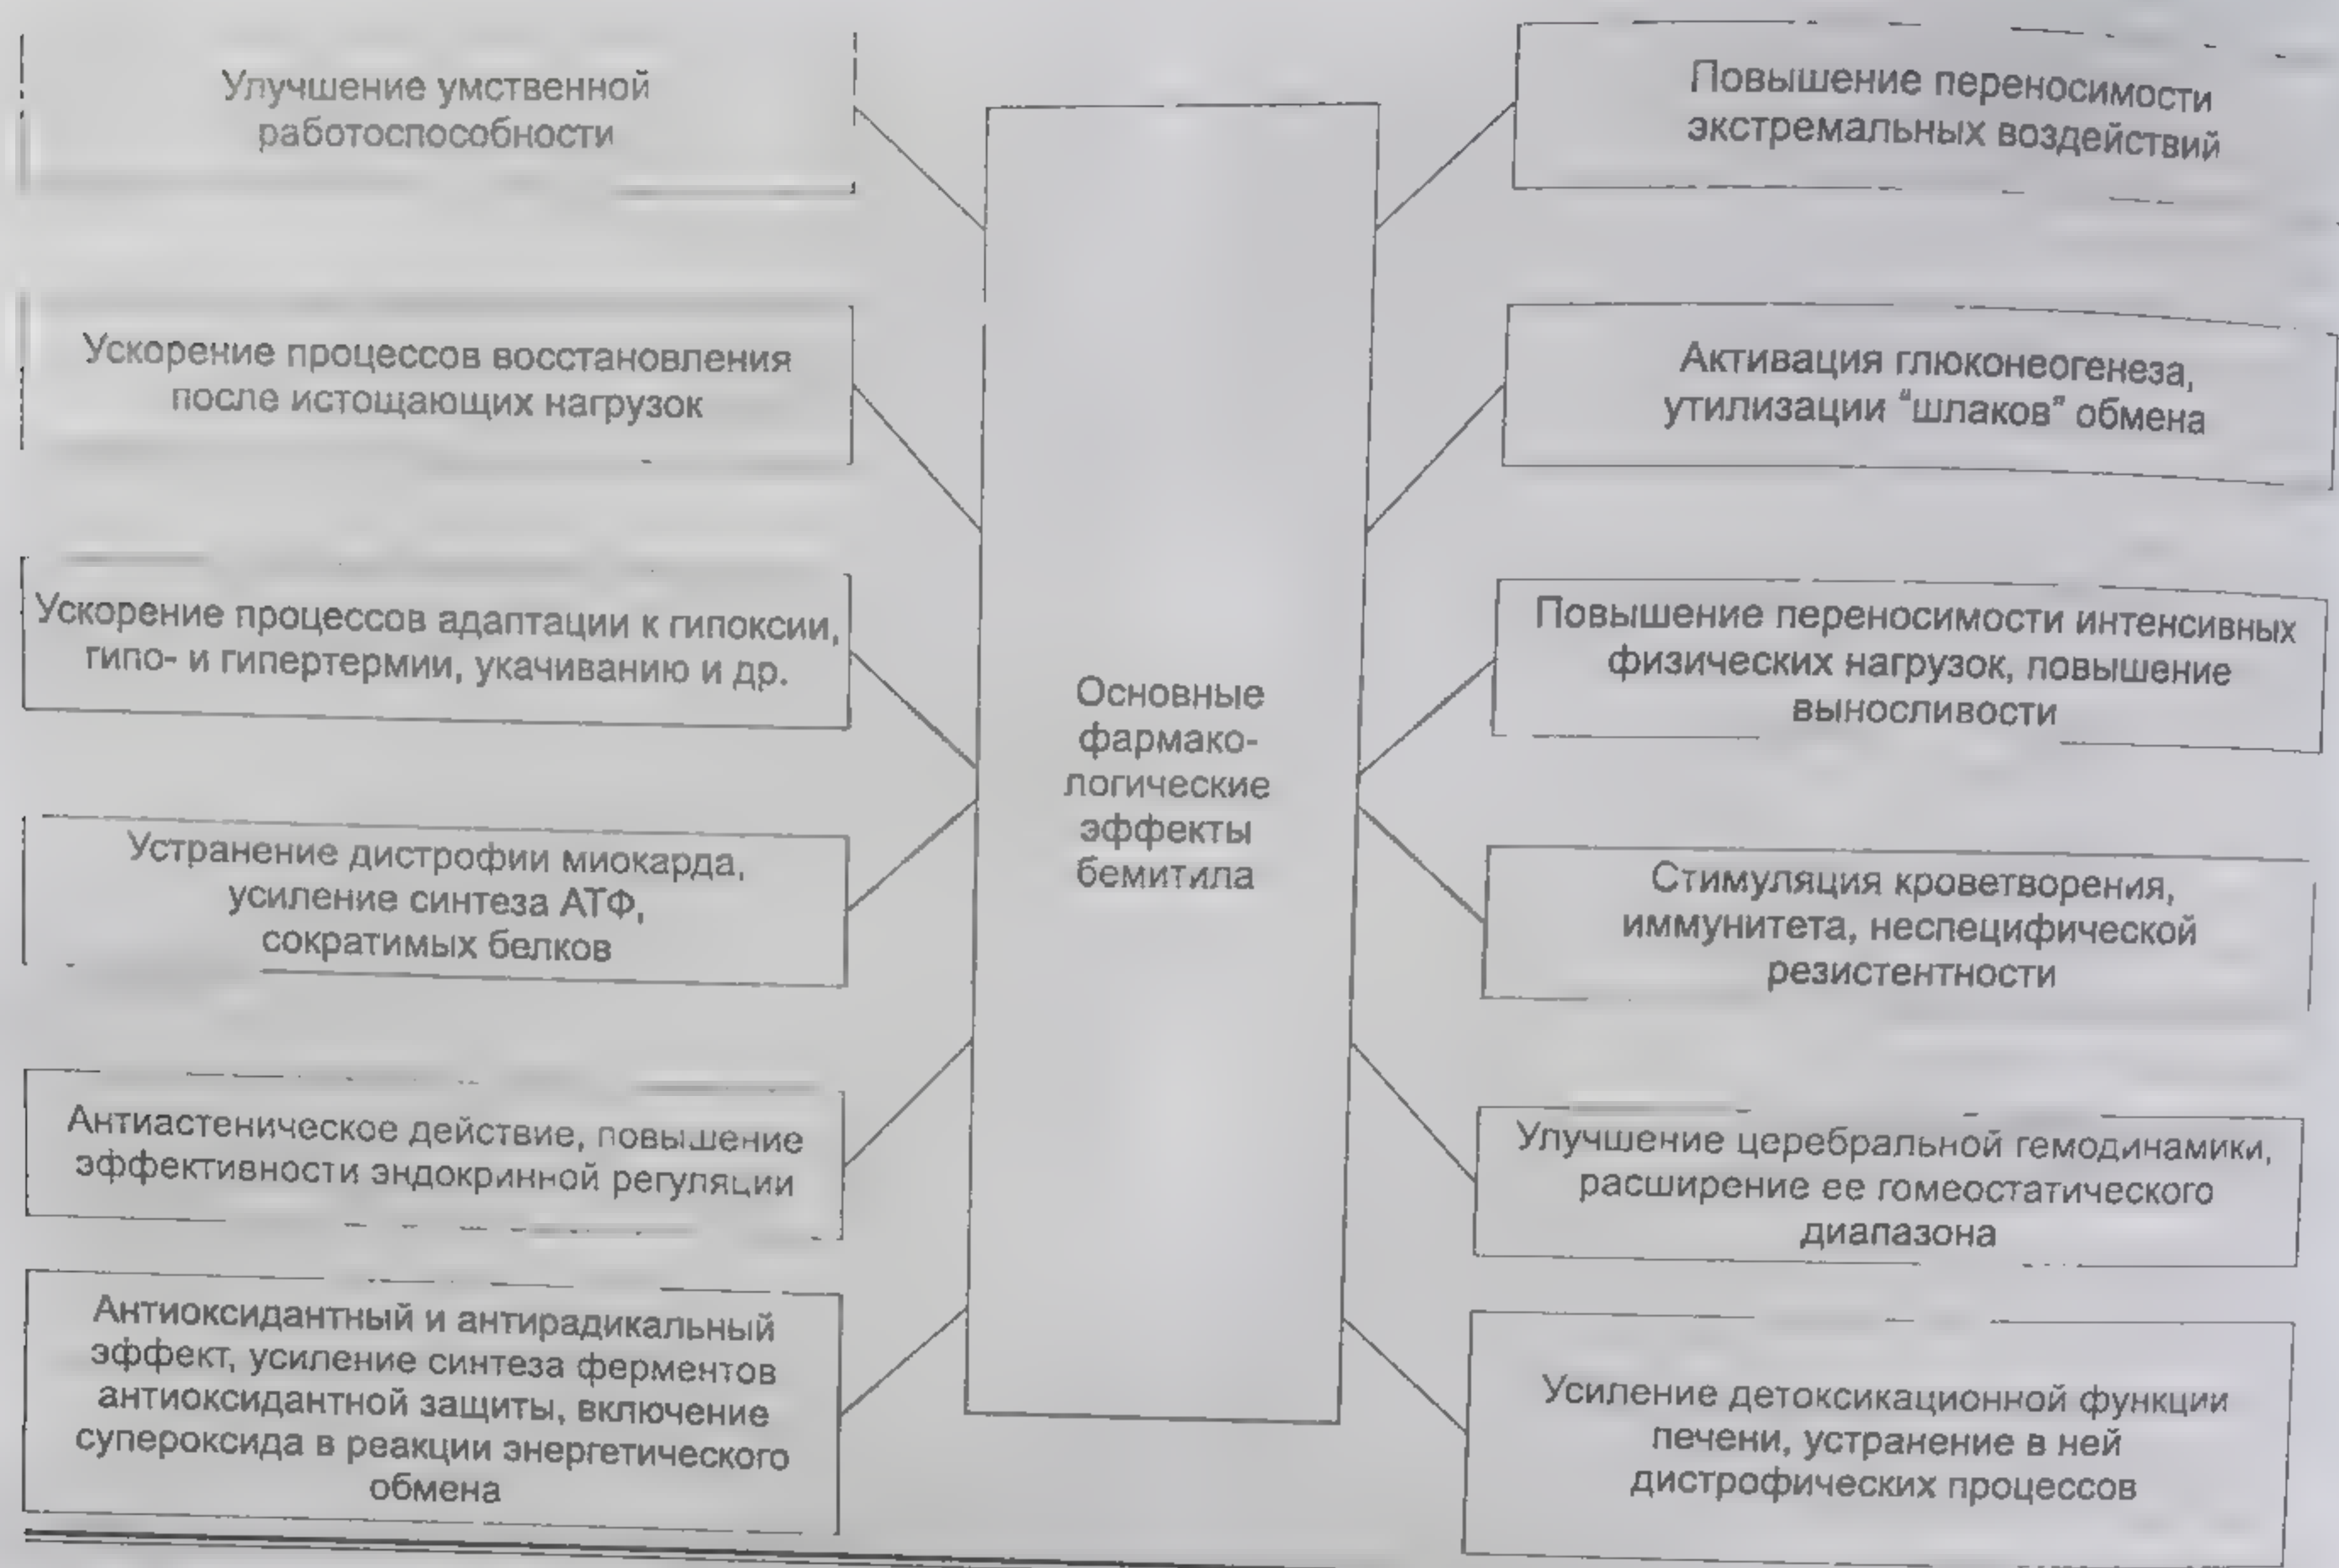 Улучшение умственной
работоспособности
Ускорение процессов восстановления
после истощающих нагрузок
Ускорение процессов адаптации к гипоксии,
гипо- и гипертермии, укачиванию и др.
Устранение дистрофии миокарда,
усиление синтеза АТФ,
сократимых белков
Антиастеническое действие, повышение
эффективности эндокринной регуляции
Антиоксидантный и антирадикальный
эффект, усиление синтеза ферментов
антиоксидантной защиты, включение
супероксида в реакции энергетического
обмена
Основные
фармако-
логические
эффекты
бемитила
Повышение переносимости
экстремальных воздействий
Активация глюконеогенеза,
утилизации “шлаков” обмена
Повышение переносимости интенсивных
физических нагрузок, повышение
выносливости
Стимуляция кроветворения,
иммунитета, неспецифической
резистентности
Улучшение церебральной гемодинамики,
расширение ее гомеостатического
диапазона
Усиление детоксикационной функции
печени, устранение в ней
дистрофических процессов